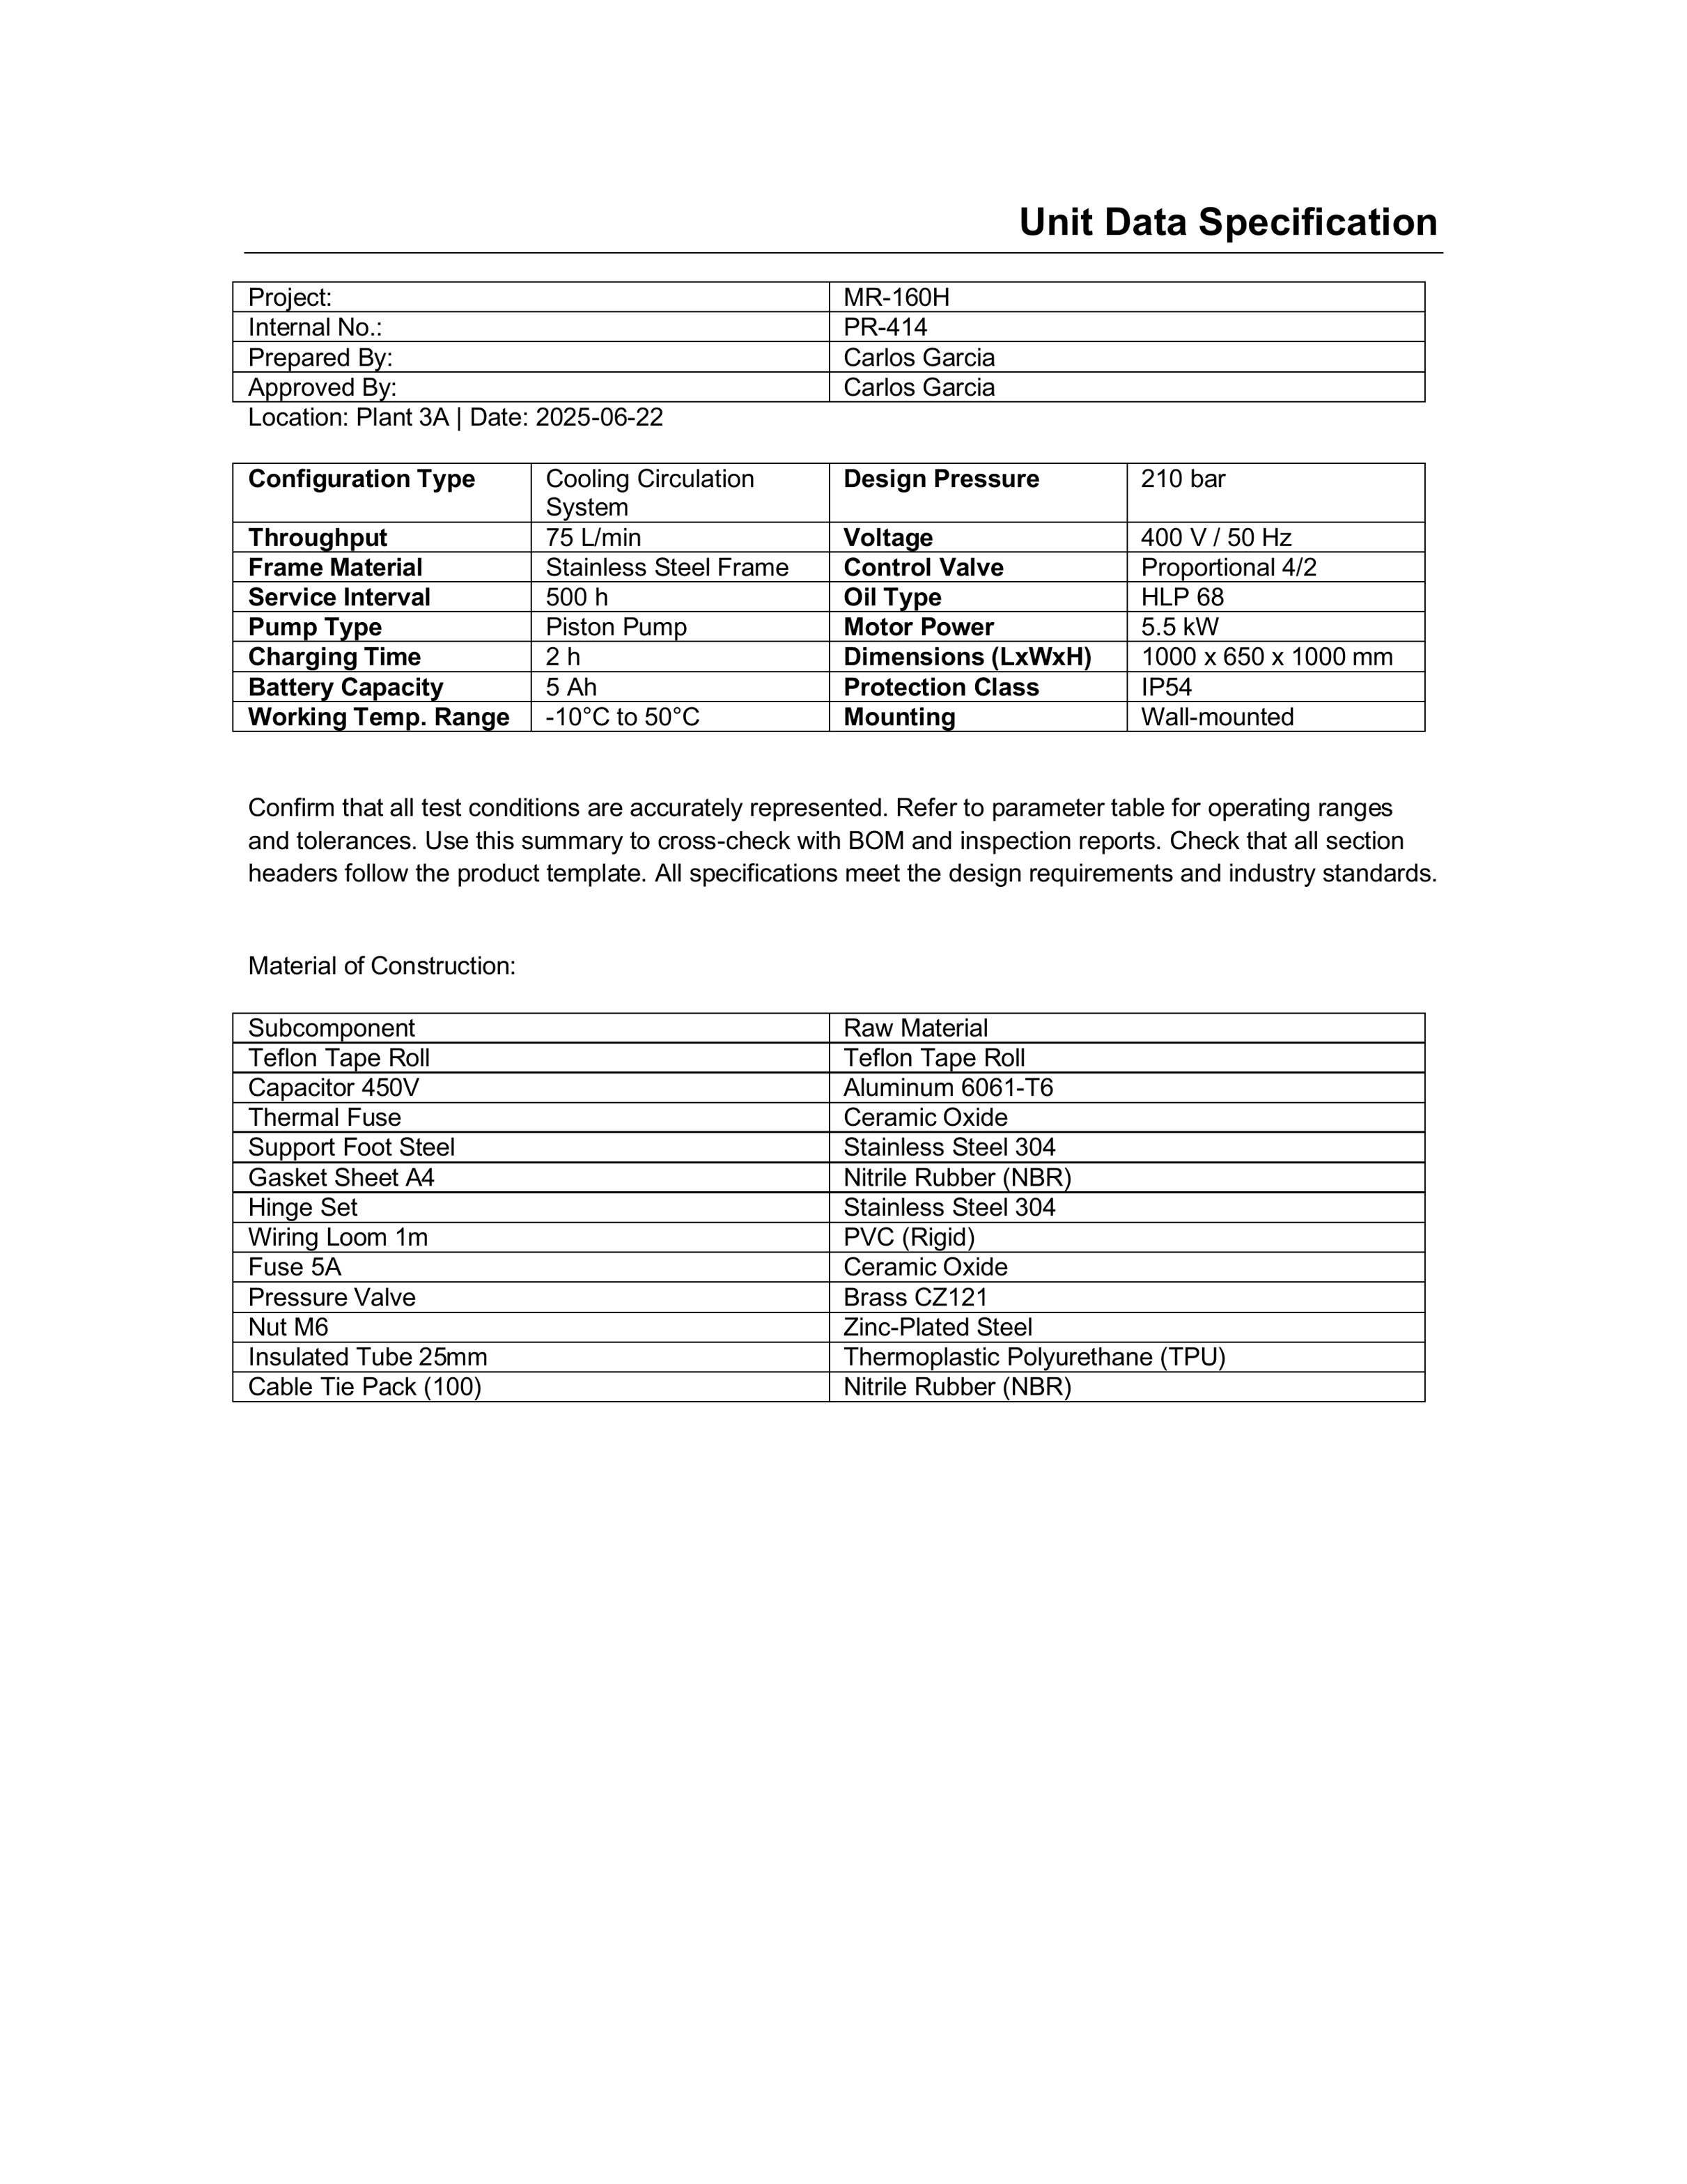 Unit Data Specification
Project: MR-160H
Internal No.: PR-414
Prepared By: Carlos Garcia
Approved By: Carlos Garcia
Location: Plant 3A | Date: 2025-06-22
Configuration Type Cooling Circulation System Design Pressure 210 bar
Throughput 75 L/min Voltage 400 V / 50 Hz
Frame Material Stainless Steel Frame Control Valve Proportional 4/2
Service Interval 500 h Oil Type HLP 68
Pump Type Piston Pump Motor Power 5.5 kW
Charging Time 2 h Dimensions (LxWxH) 1000 x 650 x 1000 mm
Battery Capacity 5 Ah Protection Class IP54
Working Temp. Range -10°C to 50°C Mounting Wall-mounted
Confirm that all test conditions are accurately represented. Refer to parameter table for operating ranges
and tolerances. Use this summary to cross-check with BOM and inspection reports. Check that all section
headers follow the product template. All specifications meet the design requirements and industry standards.
Material of Construction:
Subcomponent Raw Material
Teflon Tape Roll Teflon Tape Roll
Capacitor 450V Aluminum 6061-T6
Thermal Fuse Ceramic Oxide
Support Foot Steel Stainless Steel 304
Gasket Sheet A4 Nitrile Rubber (NBR)
Hinge Set Stainless Steel 304
Wiring Loom 1m PVC (Rigid)
Fuse 5A Ceramic Oxide
Pressure Valve Brass CZ121
Nut M6 Zinc-Plated Steel
Insulated Tube 25mm Thermoplastic Polyurethane (TPU)
Cable Tie Pack (100) Nitrile Rubber (NBR)